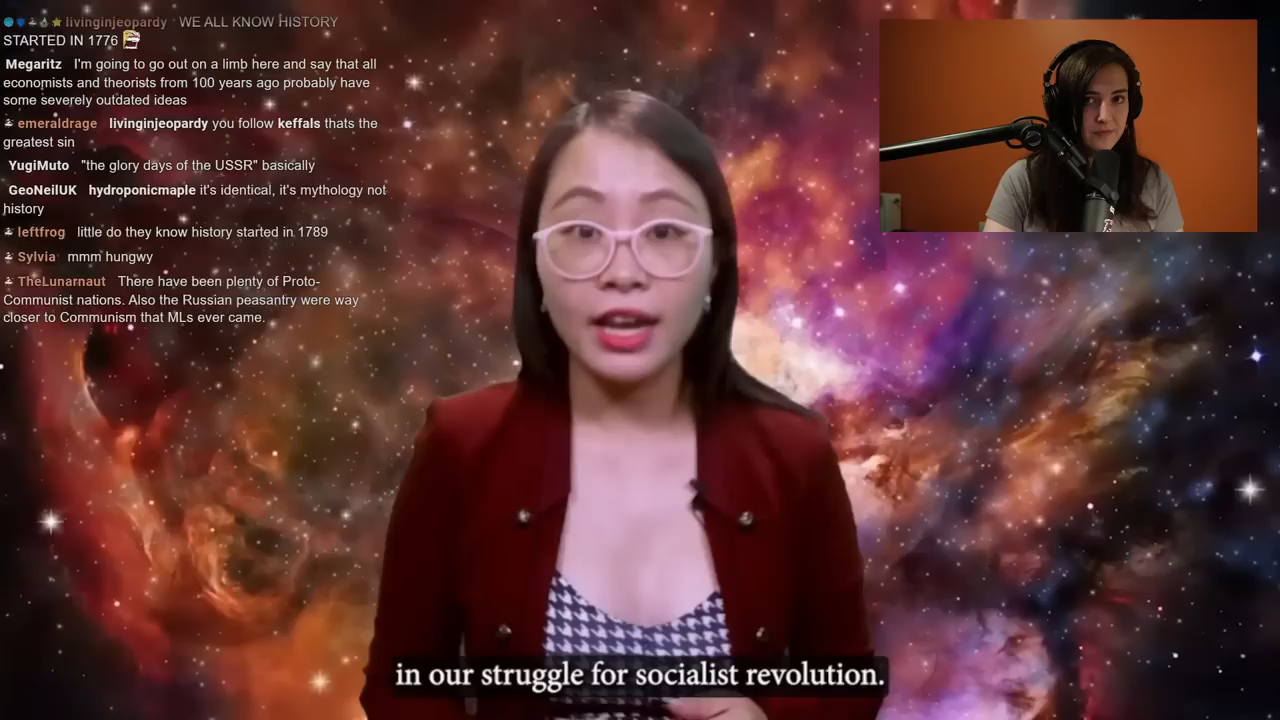 livinginjeopardy WE ALL KNOW HISTORY
STARTED IN 1776
Megaritz I'm going to go out on a limb here and say that all
economists and theorists from 100 years ago probably have
some severely outdated ideas
emeraldrage livinginjeopardy you follow keffals thats the
greatest sin
YugiMuto "the glory days of the USSR" basically
GeoNeilUK hydroponicmaple it's identical, it's mythology not
history
leftfrog little do they know history started in 1789
Sylvia mmm hungwy
TheLunarnaut There have been plenty of Proto-
Communist nations. Also the Russian peasantry were way
closer to Communism that MLs ever came.
in our struggle for socialist revolution.